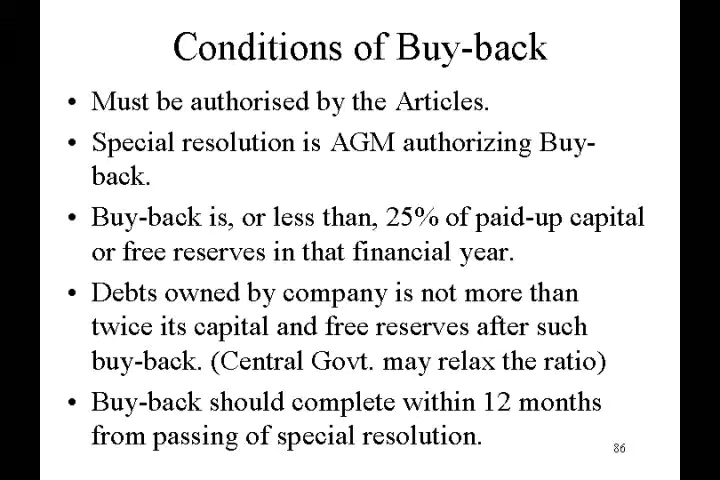 Conditions of Buy-back
• Must be authorised by the Articles.
• Special resolution is AGM authorizing Buy-
back.
• Buy-back is, or less than, 25% of paid-up capital
or free reserves in that financial year.
• Debts owned by company is not more than
twice its capital and free reserves after such
buy-back. (Central Govt. may relax the ratio)
• Buy-back should complete within 12 months
from passing of special resolution.
86